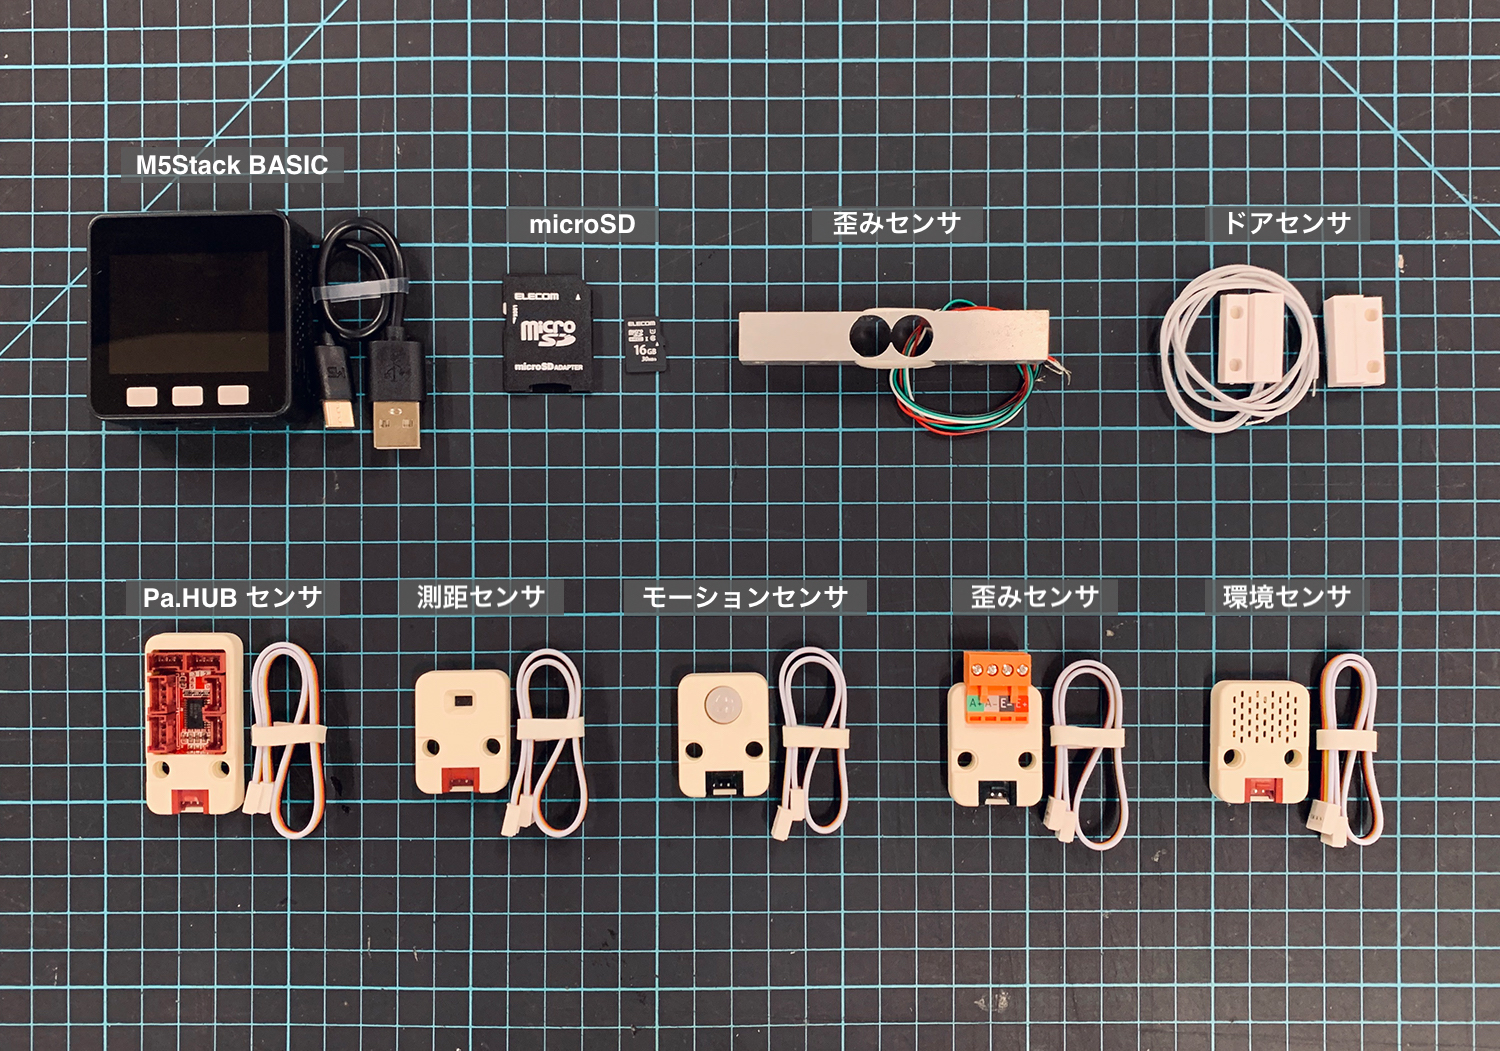 M5Stack BASIC
microSD
歪みセンサ
ドアセンサ
ELECOM
micro
SD
microSD ADAPTER
ELECOM
16GB
M5
Pa.HUB センサ
測距センサ
モーションセンサ
歪みセンサ
環境センサ
A+ A- E- E+